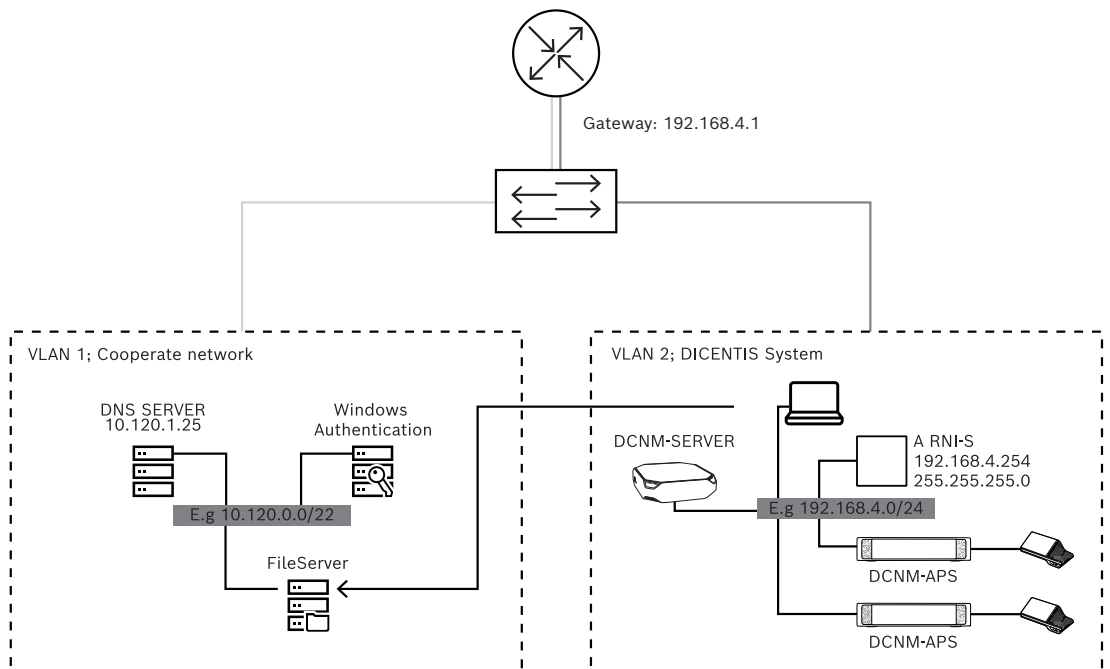 Gateway: 192.168.4.1
VLAN 1; Cooperate network
DNS SERVER
10.120.1.25
Windows
Authentication
E.g 10.120.0.0/22
FileServer
VLAN 2; DICENTIS System
DCNM-SERVER
A RNI-S
192.168.4.254
255.255.255.0
E.g 192.168.4.0/24
DCNM-APS
DCNM-APS